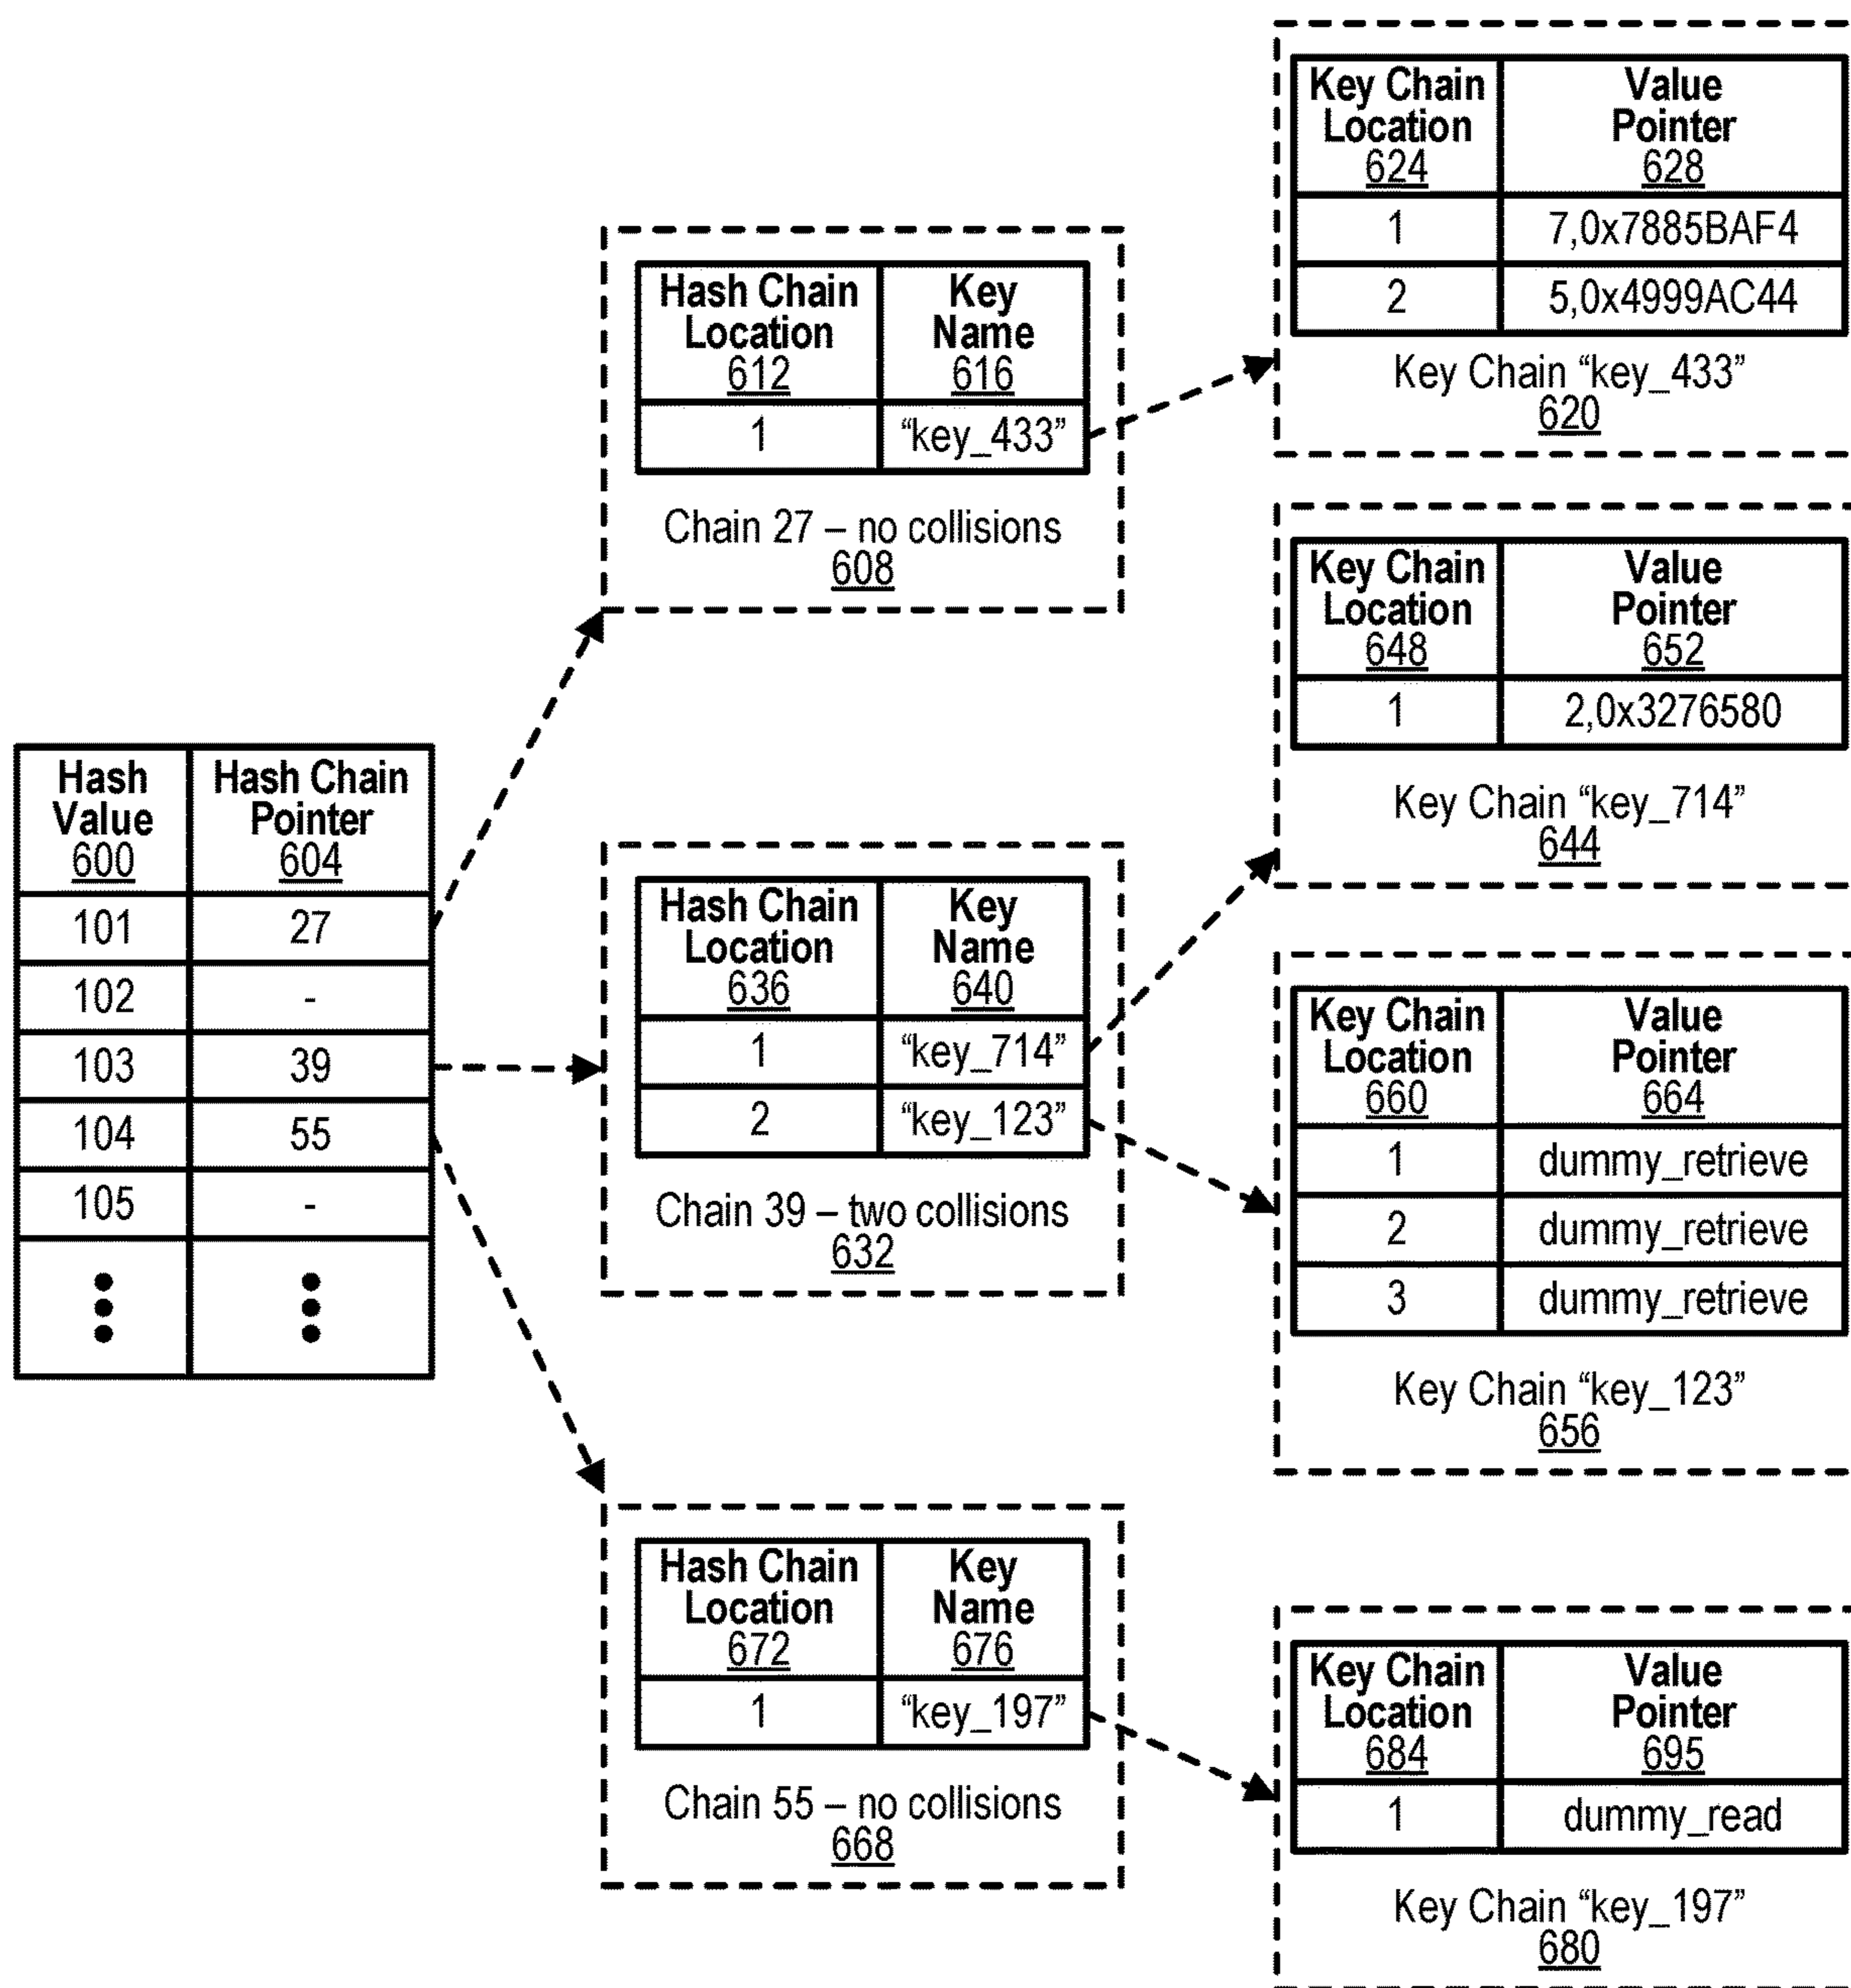 Hash Value 600 | Hash Chain Pointer 604
101 | 27
102 | -
103 | 39
104 | 55
105 | -
Hash Chain Location 612 | Key Name 616
1 | “key_433”
Chain 27 – no collisions
608
Hash Chain Location 636 | Key Name 640
1 | “key_714”
2 | “key_123”
Chain 39 – two collisions
632
Hash Chain Location 672 | Key Name 676
1 | “key_197”
Chain 55 – no collisions
668
Key Chain Location 624 | Value Pointer 628
1 | 7,0x7885BAF4
2 | 5,0x4999AC44
Key Chain “key_433”
620
Key Chain Location 648 | Value Pointer 652
1 | 2,0x3276580
Key Chain “key_714”
644
Key Chain Location 660 | Value Pointer 664
1 | dummy_retrieve
2 | dummy_retrieve
3 | dummy_retrieve
Key Chain “key_123”
656
Key Chain Location 684 | Value Pointer 695
1 | dummy_read
Key Chain “key_197”
680